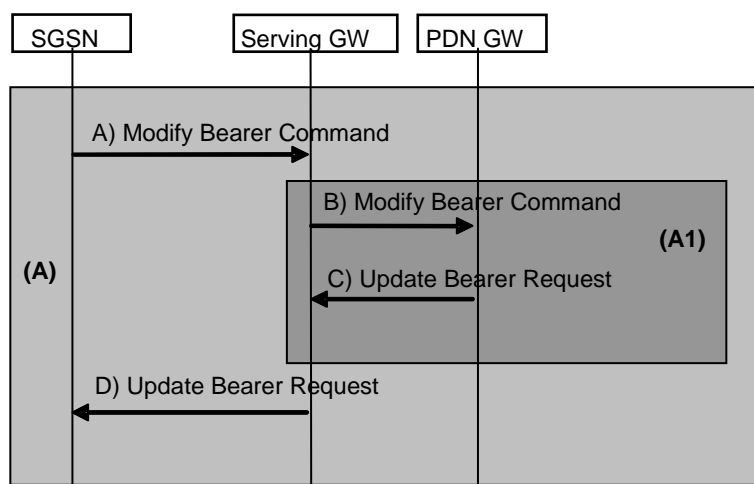 SGSN
Serving GW
PDN GW
A) Modify Bearer Command
B) Modify Bearer Command
(A1)
(A)
C) Update Bearer Request
D) Update Bearer Request